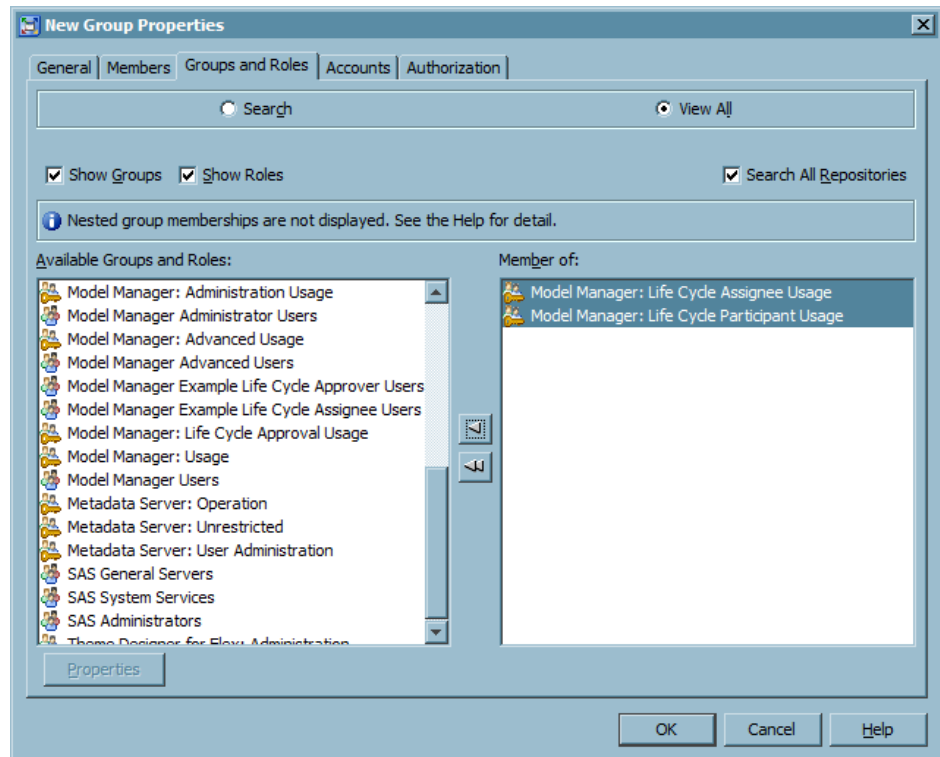 New Group Properties
General Members Groups and Roles Accounts Authorization
Search View All
Show Groups Show Roles Search All Repositories
Nested group memberships are not displayed. See the Help for detail.
Available Groups and Roles:
Model Manager: Administration Usage
Model Manager Administrator Users
Model Manager: Advanced Usage
Model Manager Advanced Users
Model Manager Example Life Cycle Approver Users
Model Manager Example Life Cycle Assignee Users
Model Manager: Life Cycle Approval Usage
Model Manager: Usage
Model Manager Users
Metadata Server: Operation
Metadata Server: Unrestricted
Metadata Server: User Administration
SAS General Servers
SAS System Services
SAS Administrators
Theme Designer for Flex: Administration
Member of:
Model Manager: Life Cycle Assignee Usage
Model Manager: Life Cycle Participant Usage
Properties
OK Cancel Help